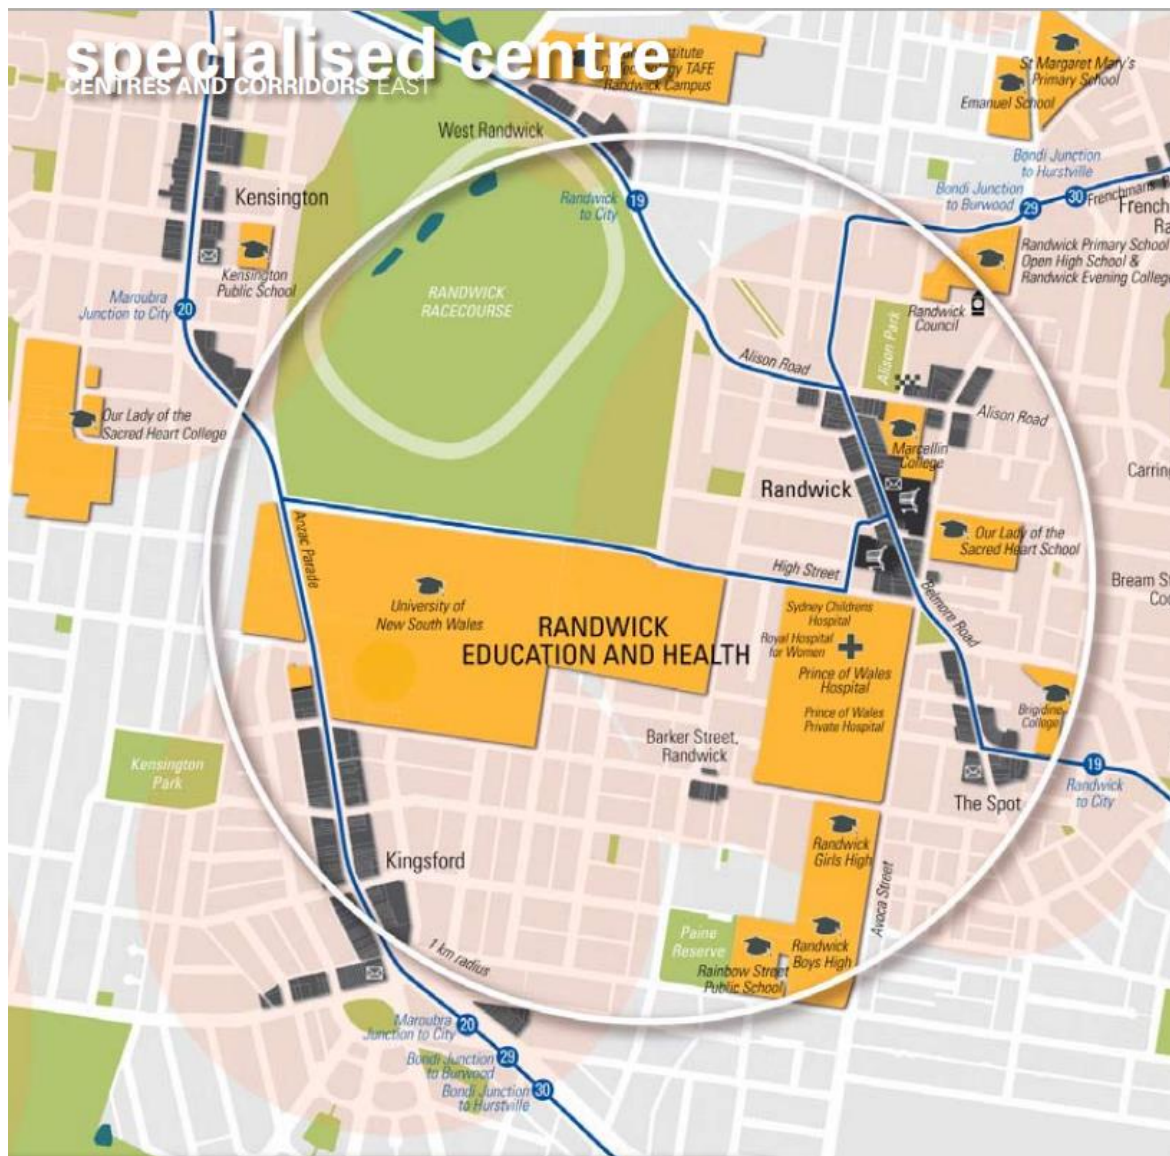 specialised centre
CENTRES AND CORRIDORS EAST
Institute
TAFE
Randwick Campus
St Margaret Mary's
Primary School
Emanuel School
West Randwick
Bondi Junction
to Hurstville
Bondi Junction
to Burwood
29
30
Frenchmans
French
Ra
Kensington
Randwick
to City
19
Kensington
Public School
Randwick Primary School
Open High School &
Randwick Evening College
Maroubra
Junction to City
20
RANDWICK
RACECOURSE
Randwick
Council
Alison Park
Alison Road
Alison Road
Our Lady of the
Sacred Heart College
Marcellin
College
Carring
Randwick
Anzac Parade
Our Lady of the
Sacred Heart School
High Street
Bream St
Coo
Belmore Road
University of
New South Wales
RANDWICK
EDUCATION AND HEALTH
Sydney Childrens
Hospital
Royal Hospital
for Women
Prince of Wales
Hospital
Prince of Wales
Private Hospital
Brigidine
College
Barker Street,
Randwick
Kensington
Park
19
Randwick
to City
The Spot
Kingsford
Randwick
Girls High
Avoca Street
Paine
Reserve
Randwick
Boys High
Rainbow Street
Public School
1 km radius
Maroubra
Junction to City
20
Bondi Junction
to Burwood
29
Bondi Junction
to Hurstville
30